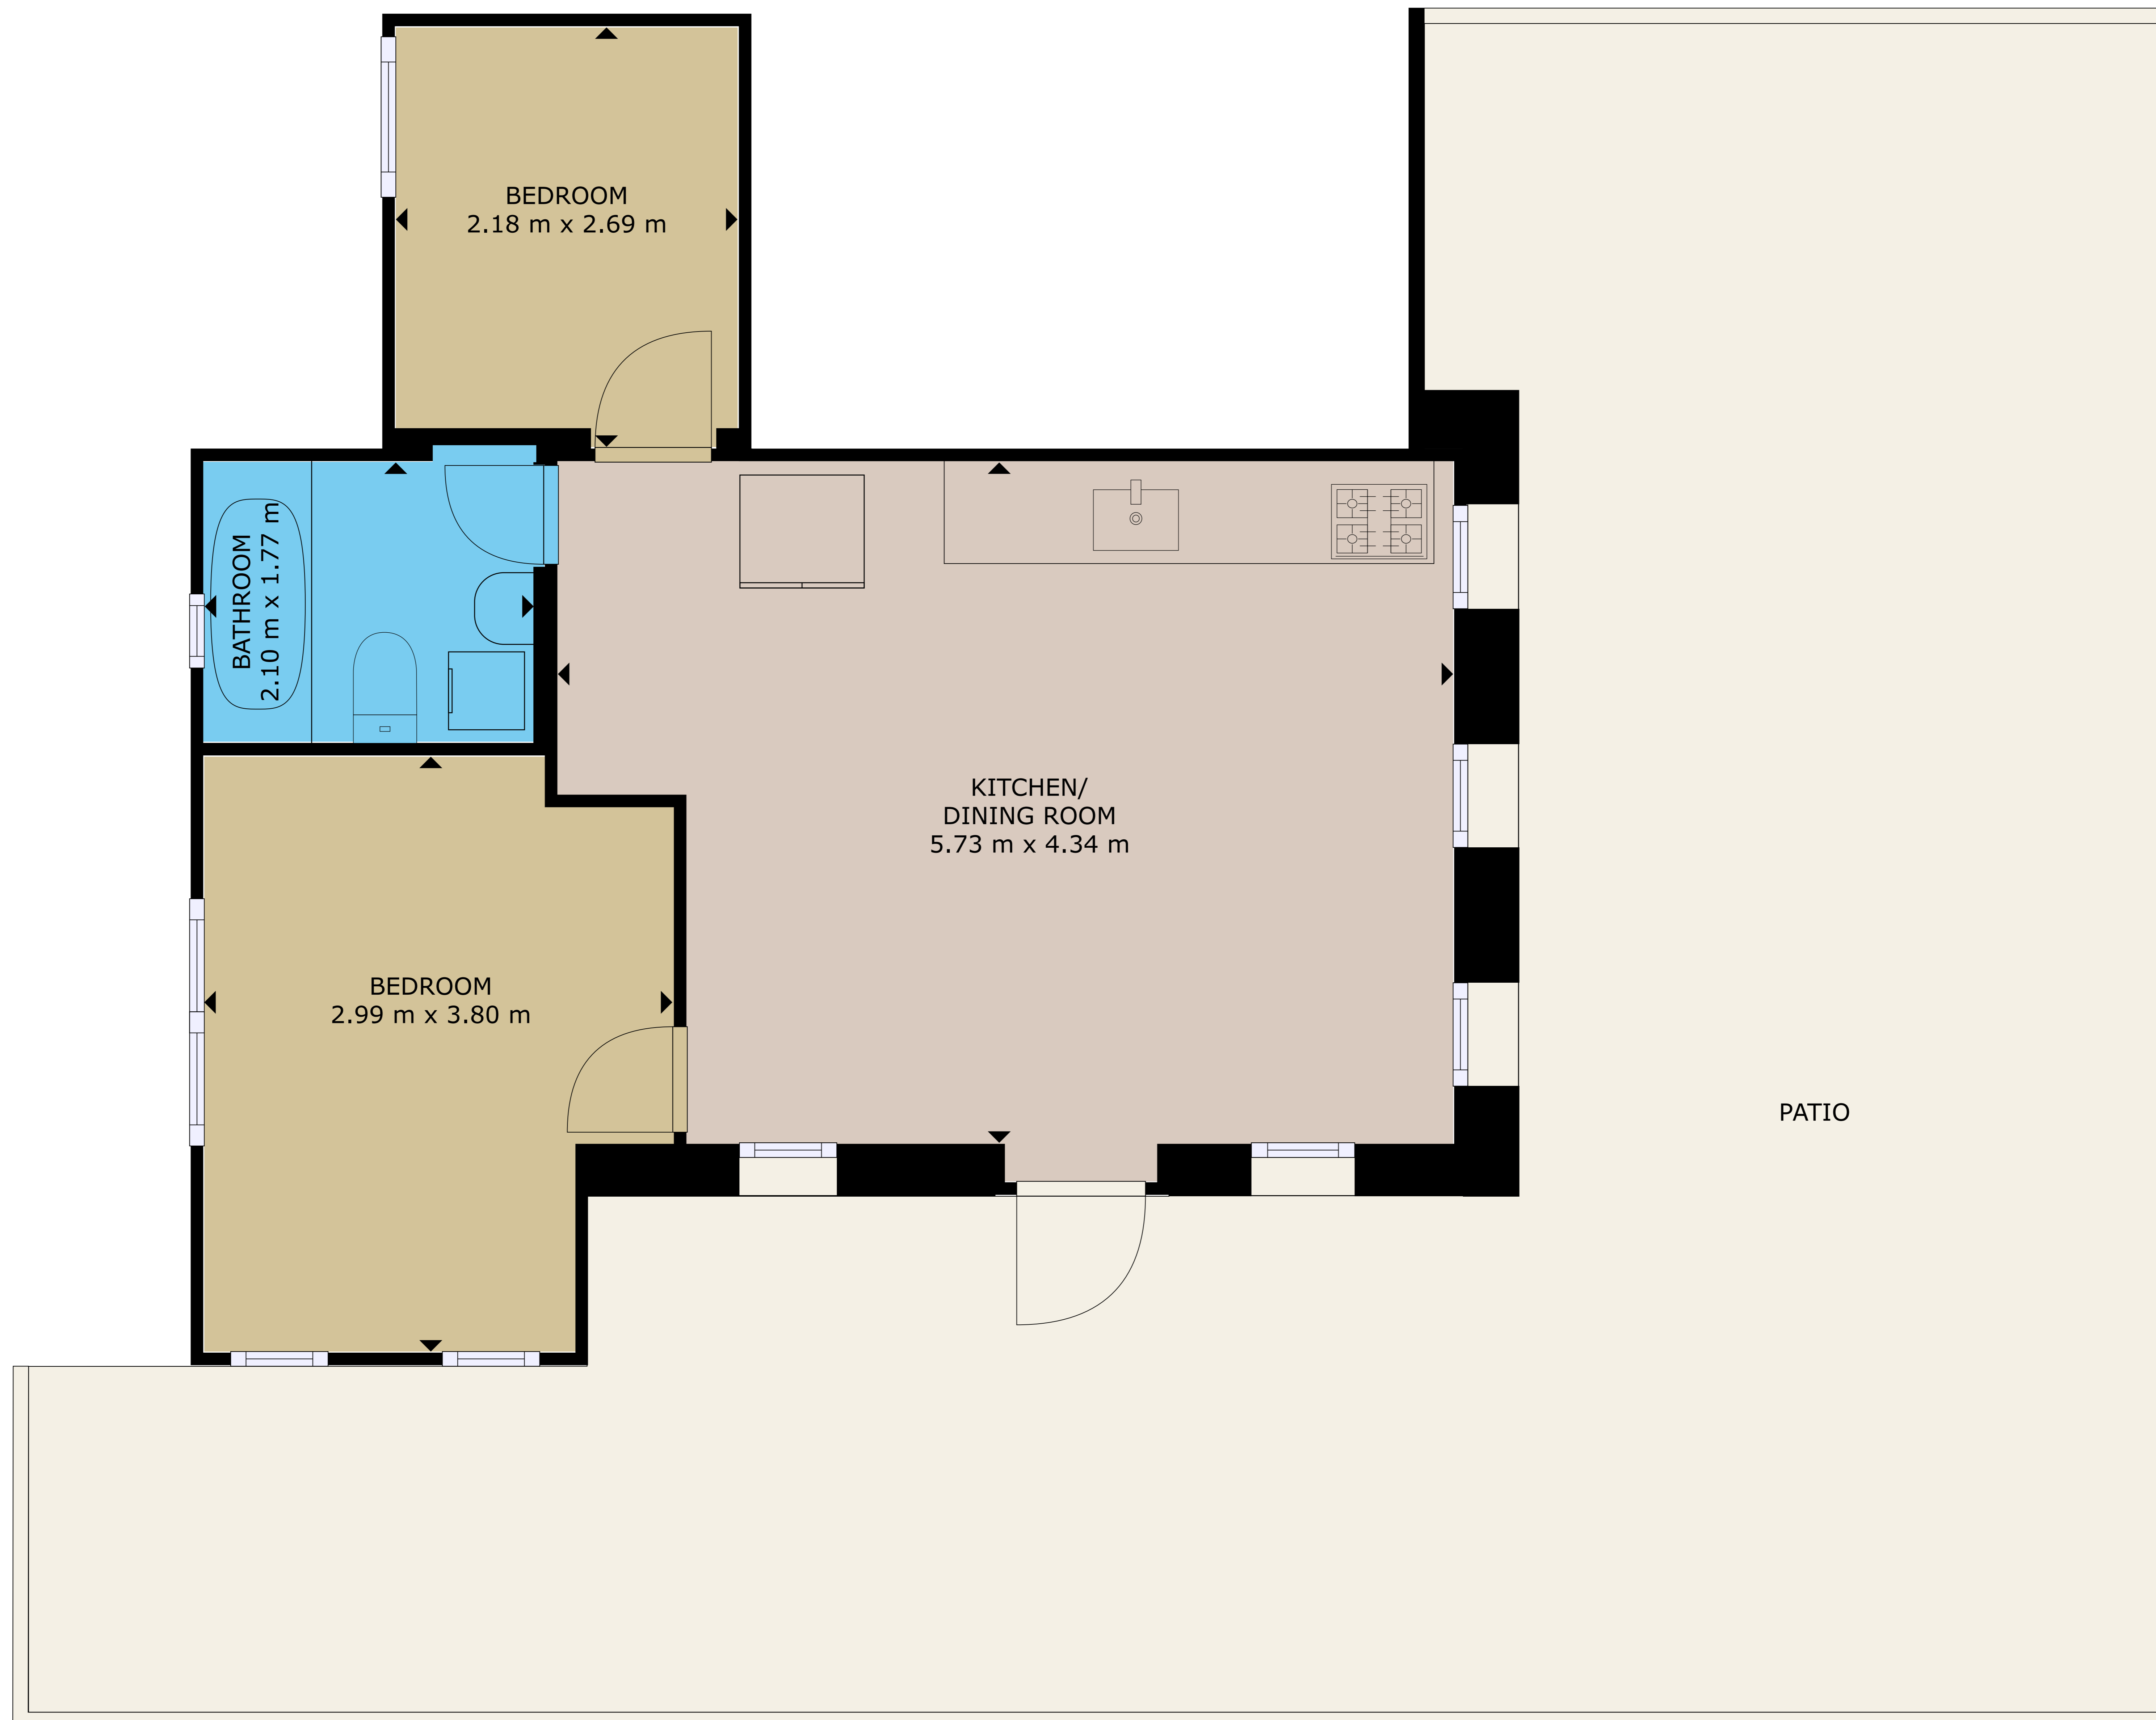 BEDROOM
2.18 m x 2.69 m
BATHROOM
2.10 m x 1.77 m
KITCHEN/
DINING ROOM
5.73 m x 4.34 m
BEDROOM
2.99 m x 3.80 m
PATIO